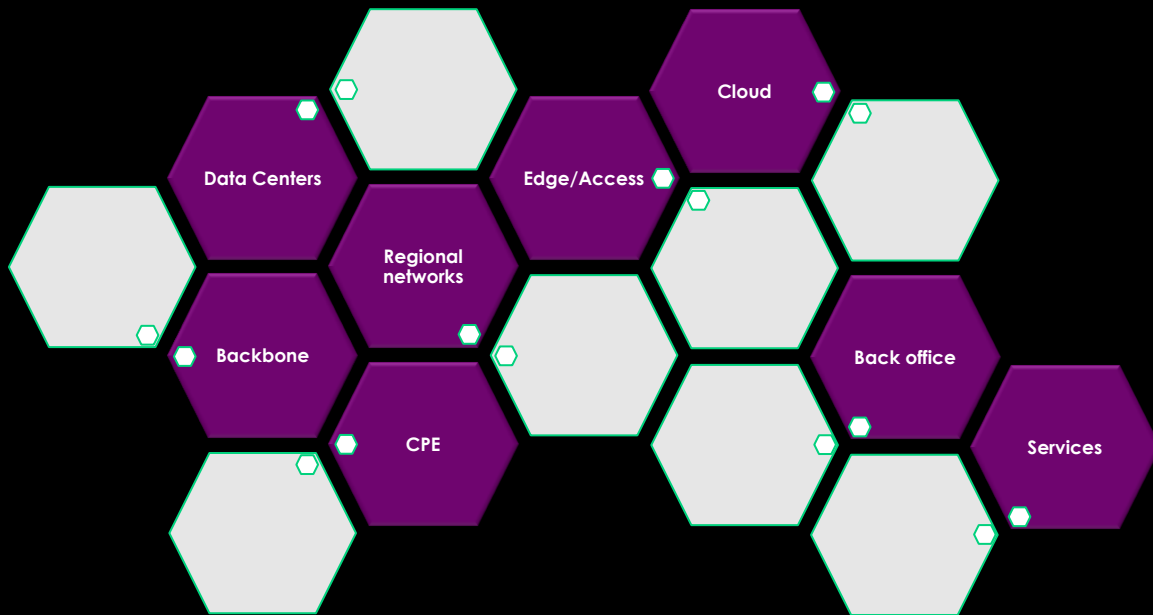 Cloud
Data Centers
Edge/Access
Regional
networks
Backbone
Back office
CPE
Services